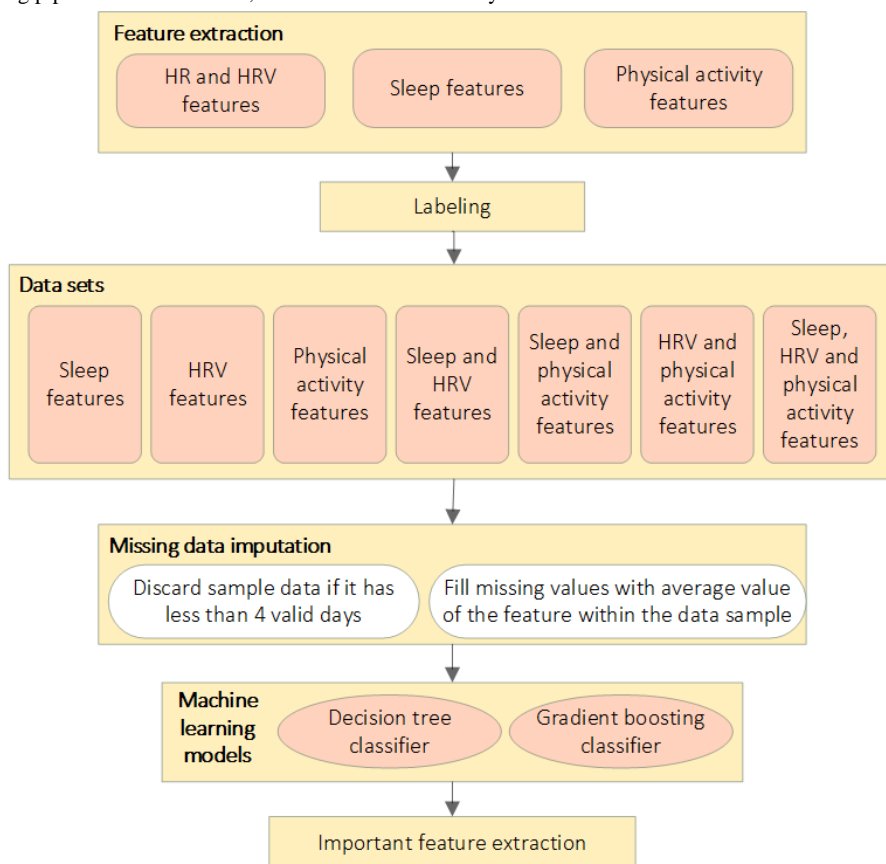 Feature extraction
HR and HRV
features
Sleep features
Physical activity
features
Labeling
Data sets
Sleep
features
HRV
features
Physical
activity
features
Sleep and
HRV
features
Sleep and
physical
activity
features
HRV and
physical
activity
features
Sleep,
HRV and
physical
activity
features
Missing data imputation
Discard sample data if it has
less than 4 valid days
Fill missing values with average value
of the feature within the data sample
Machine
learning
models
Decision tree
classifier
Gradient boosting
classifier
Important feature extraction